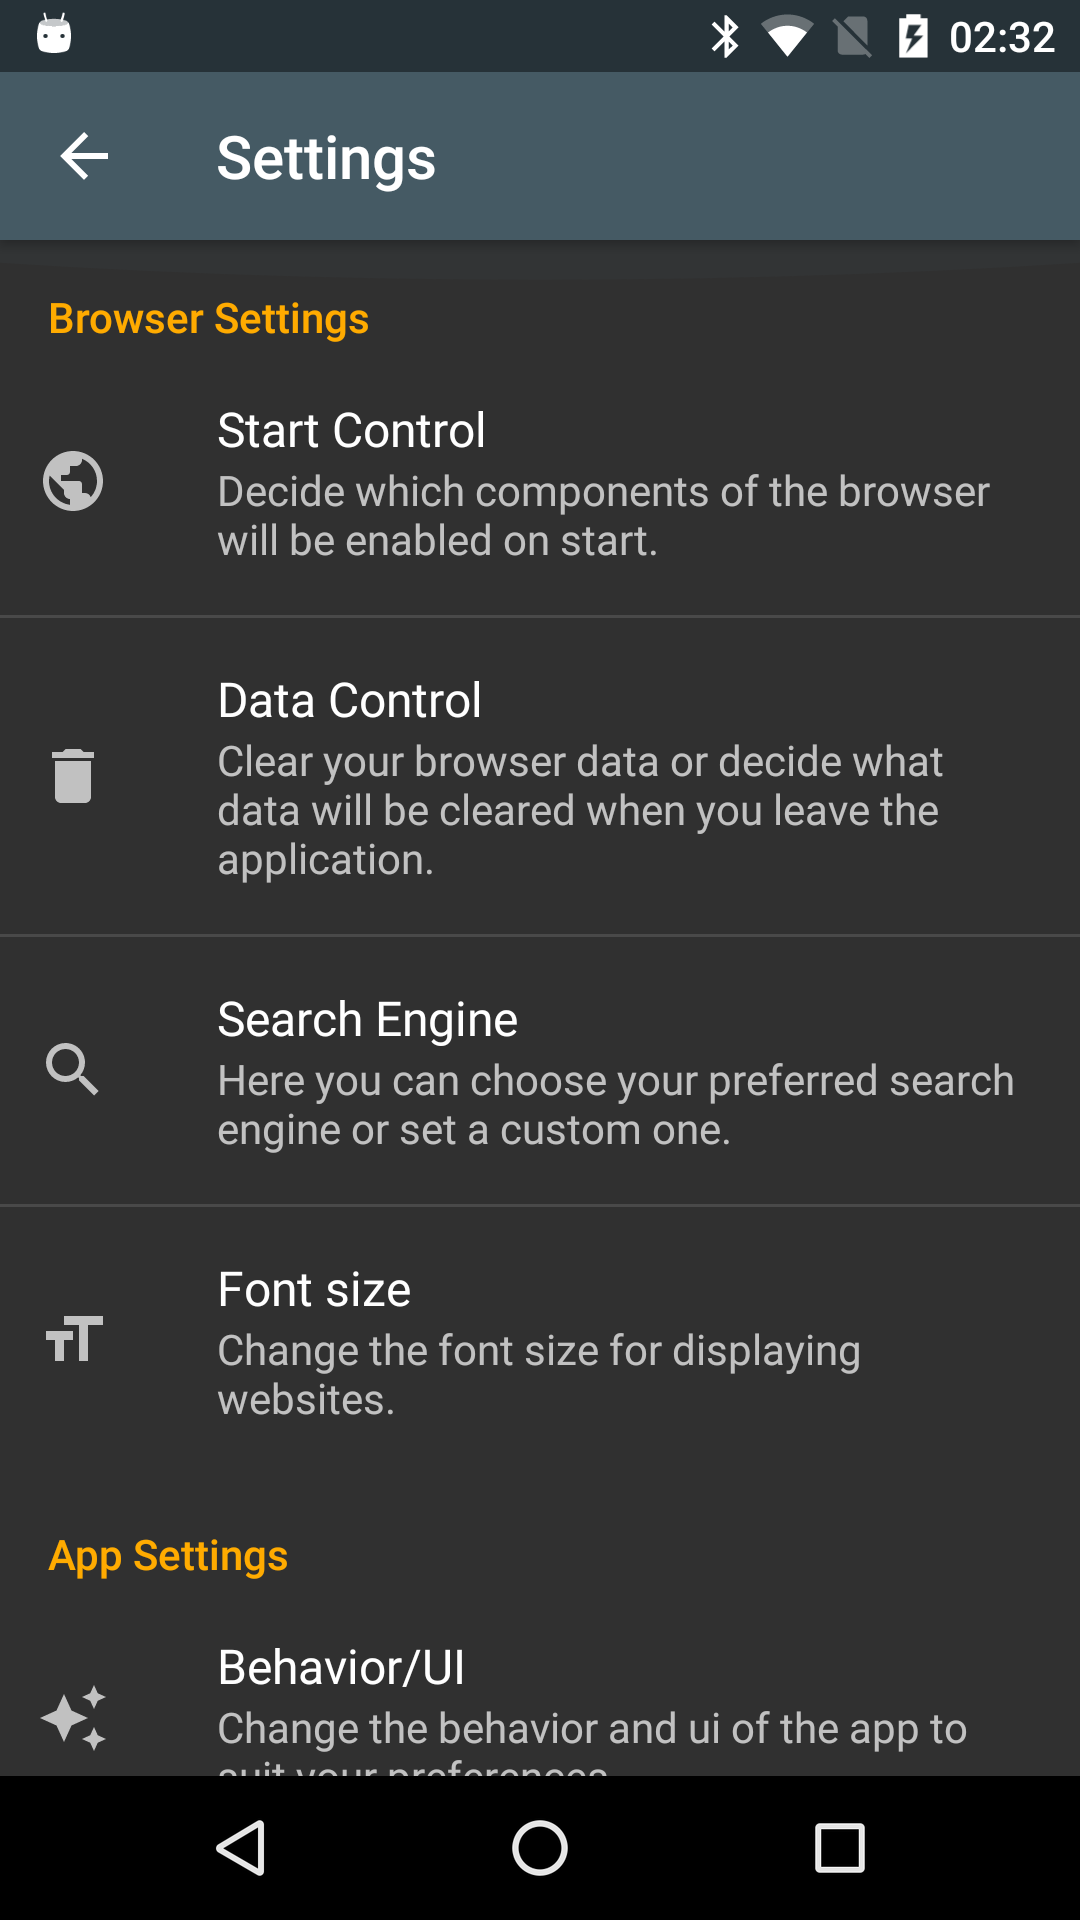 02:32
Settings
Browser Settings
Start Control
Decide which components of the browser
will be enabled on start.
Data Control
Clear your browser data or decide what
data will be cleared when you leave the
application.
Search Engine
Here you can choose your preferred search
engine or set a custom one.
Font size
Change the font size for displaying
websites.
App Settings
Behavior/UI
Change the behavior and ui of the app to
suit your preferences.